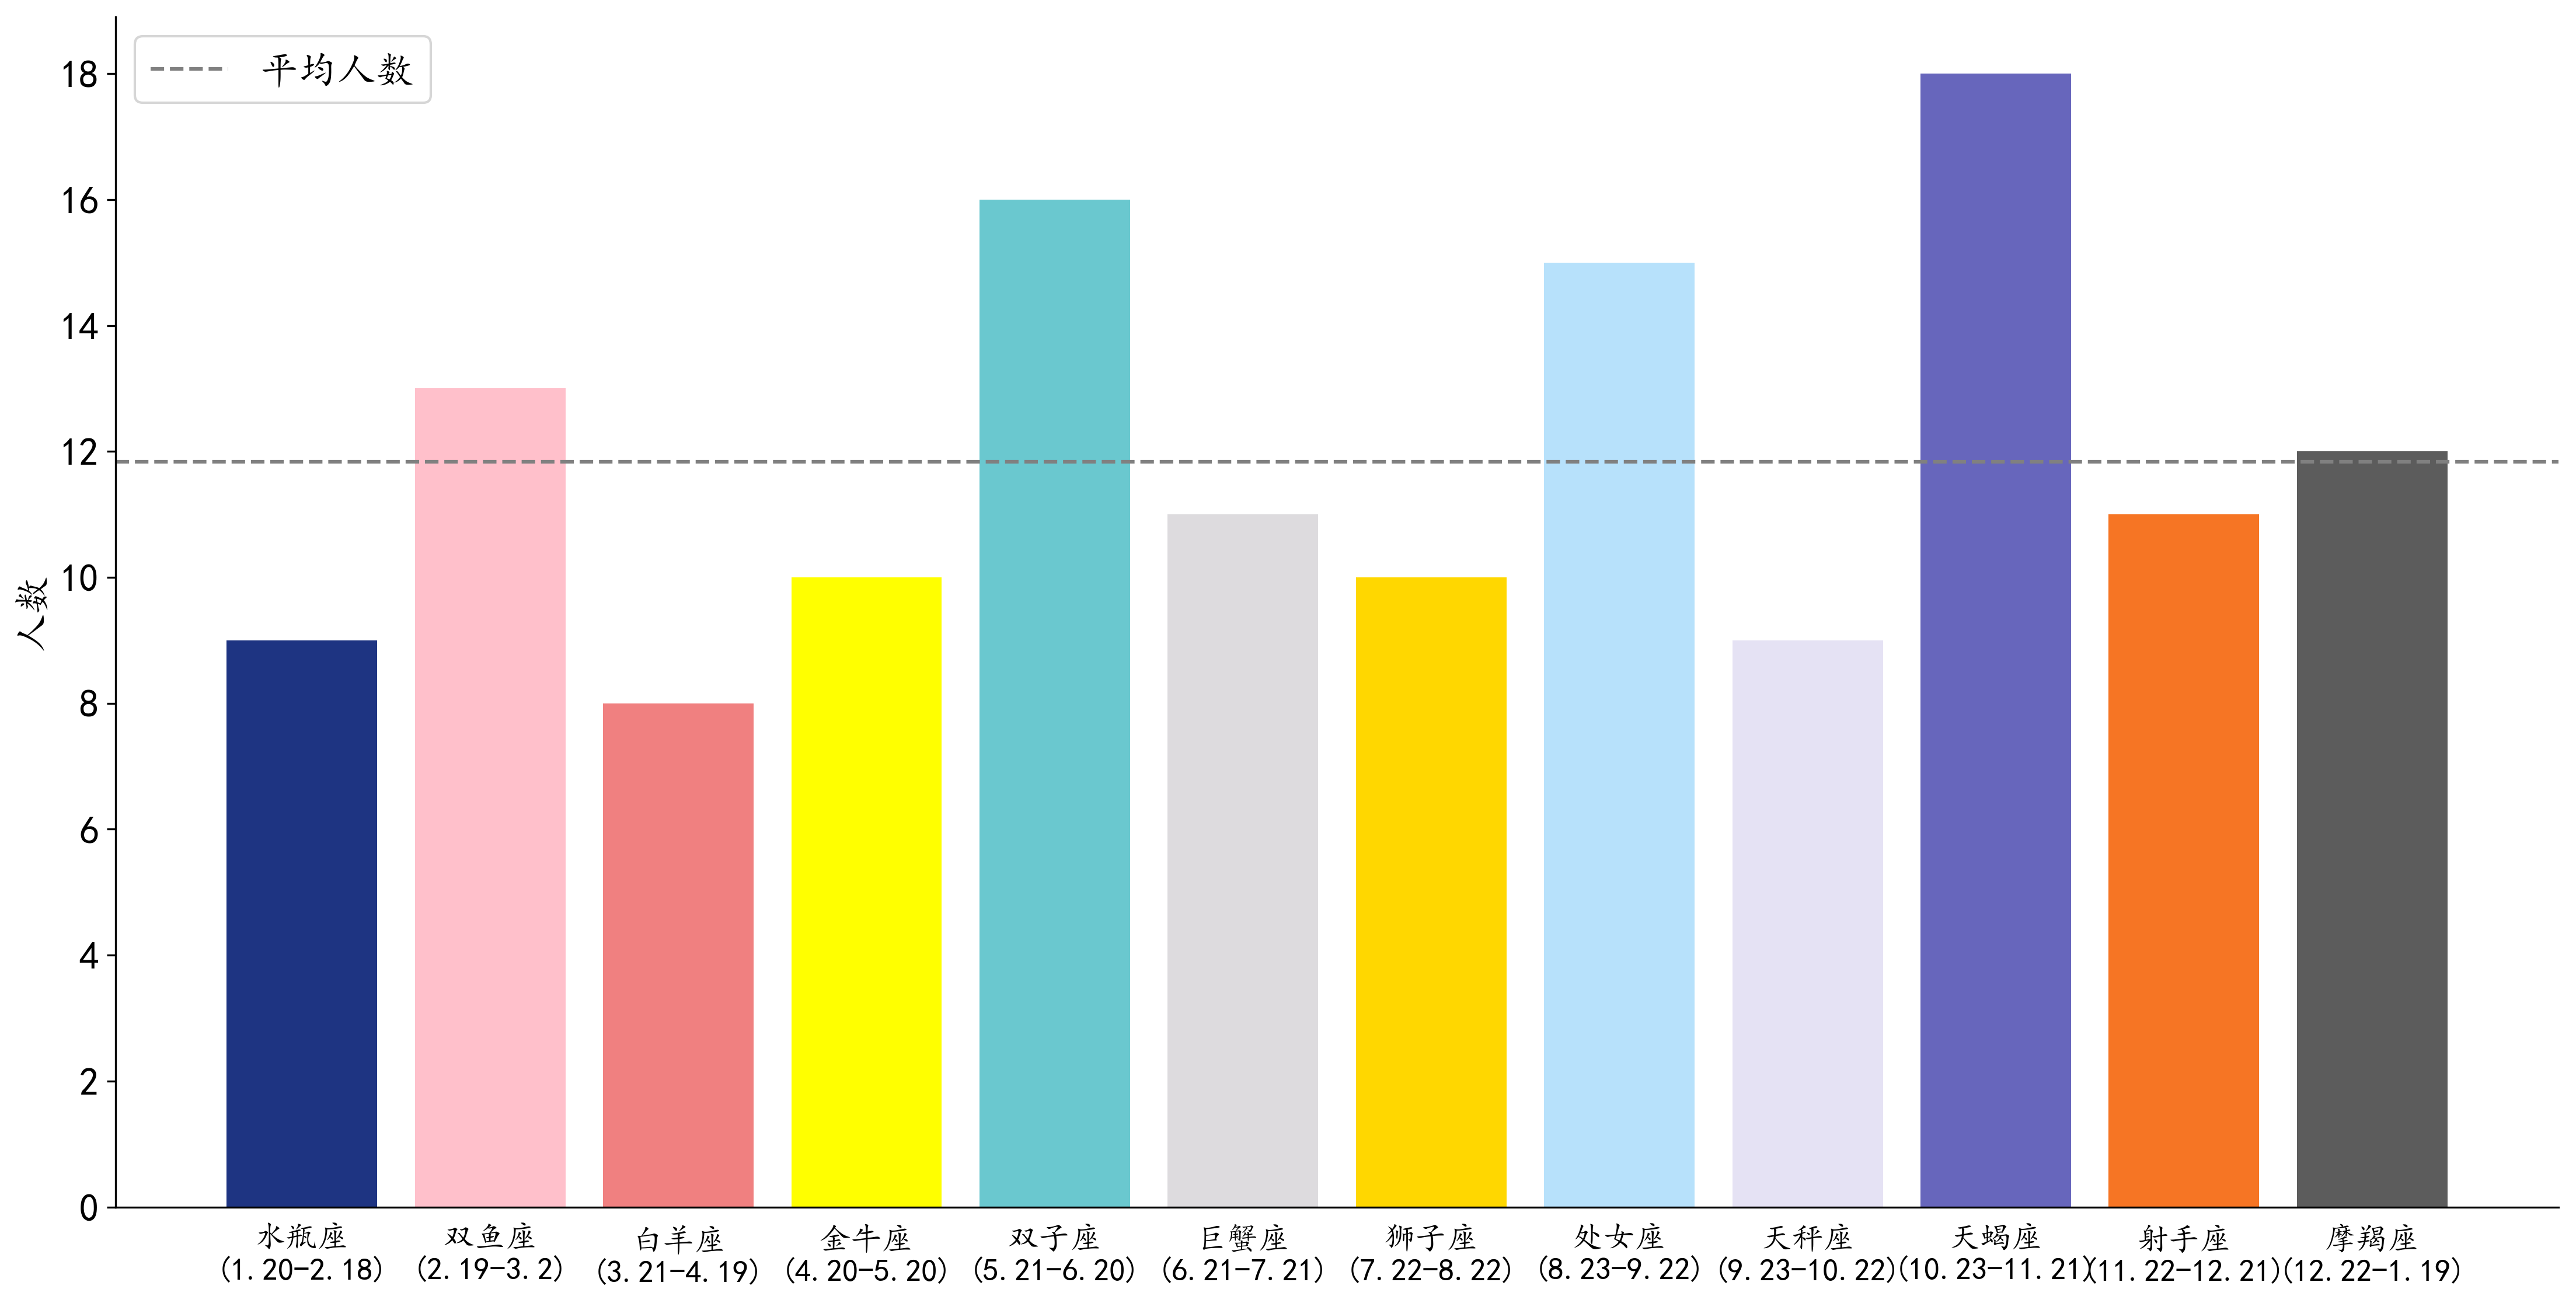 平均人数
人数
18
16
14
12
10
8
6
4
2
0
水瓶座
(1.20-2.18)
双鱼座
(2.19-3.2)
白羊座
(3.21-4.19)
金牛座
(4.20-5.20)
双子座
(5.21-6.20)
巨蟹座
(6.21-7.21)
狮子座
(7.22-8.22)
处女座
(8.23-9.22)
天秤座
(9.23-10.22)
天蝎座
(10.23-11.21)
射手座
(11.22-12.21)
摩羯座
(12.22-1.19)